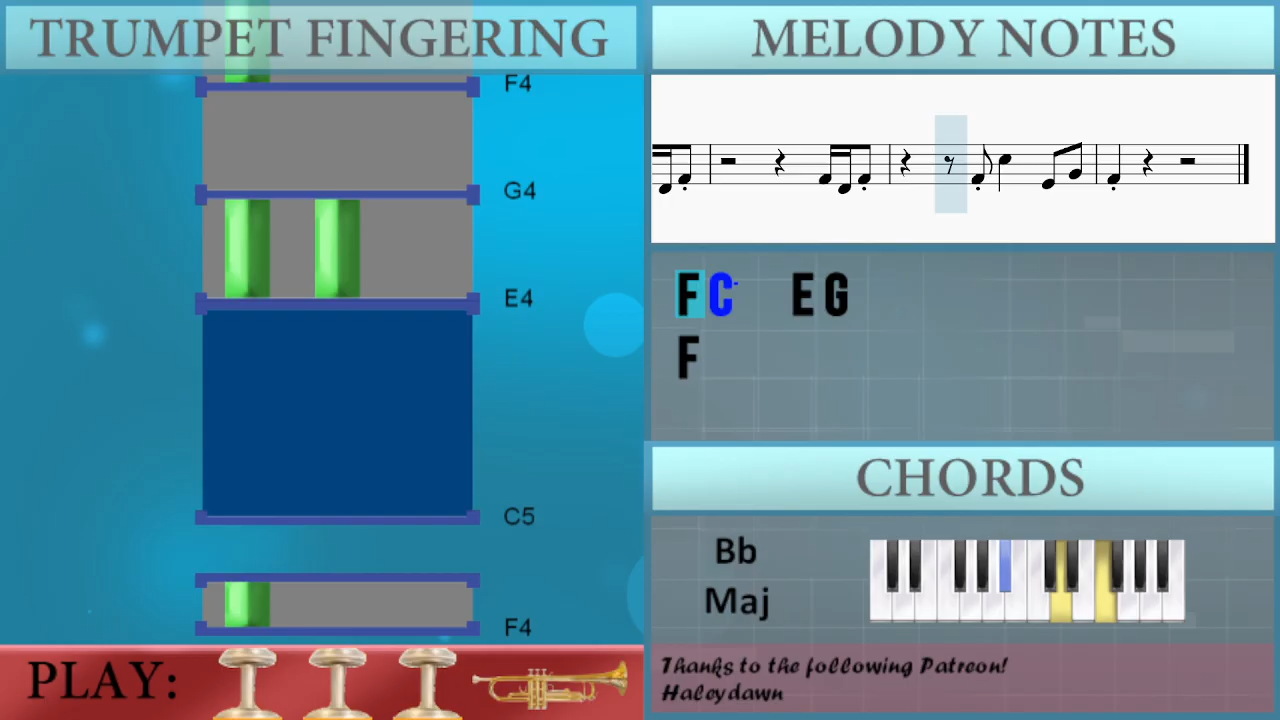 TRUMPET FINGERING
F4
G4
E4
C5
F4
PLAY:
MELODY NOTES
F C E G
F
CHORDS
Bb
Maj
Thanks to the following Patreon!
Haleydawn